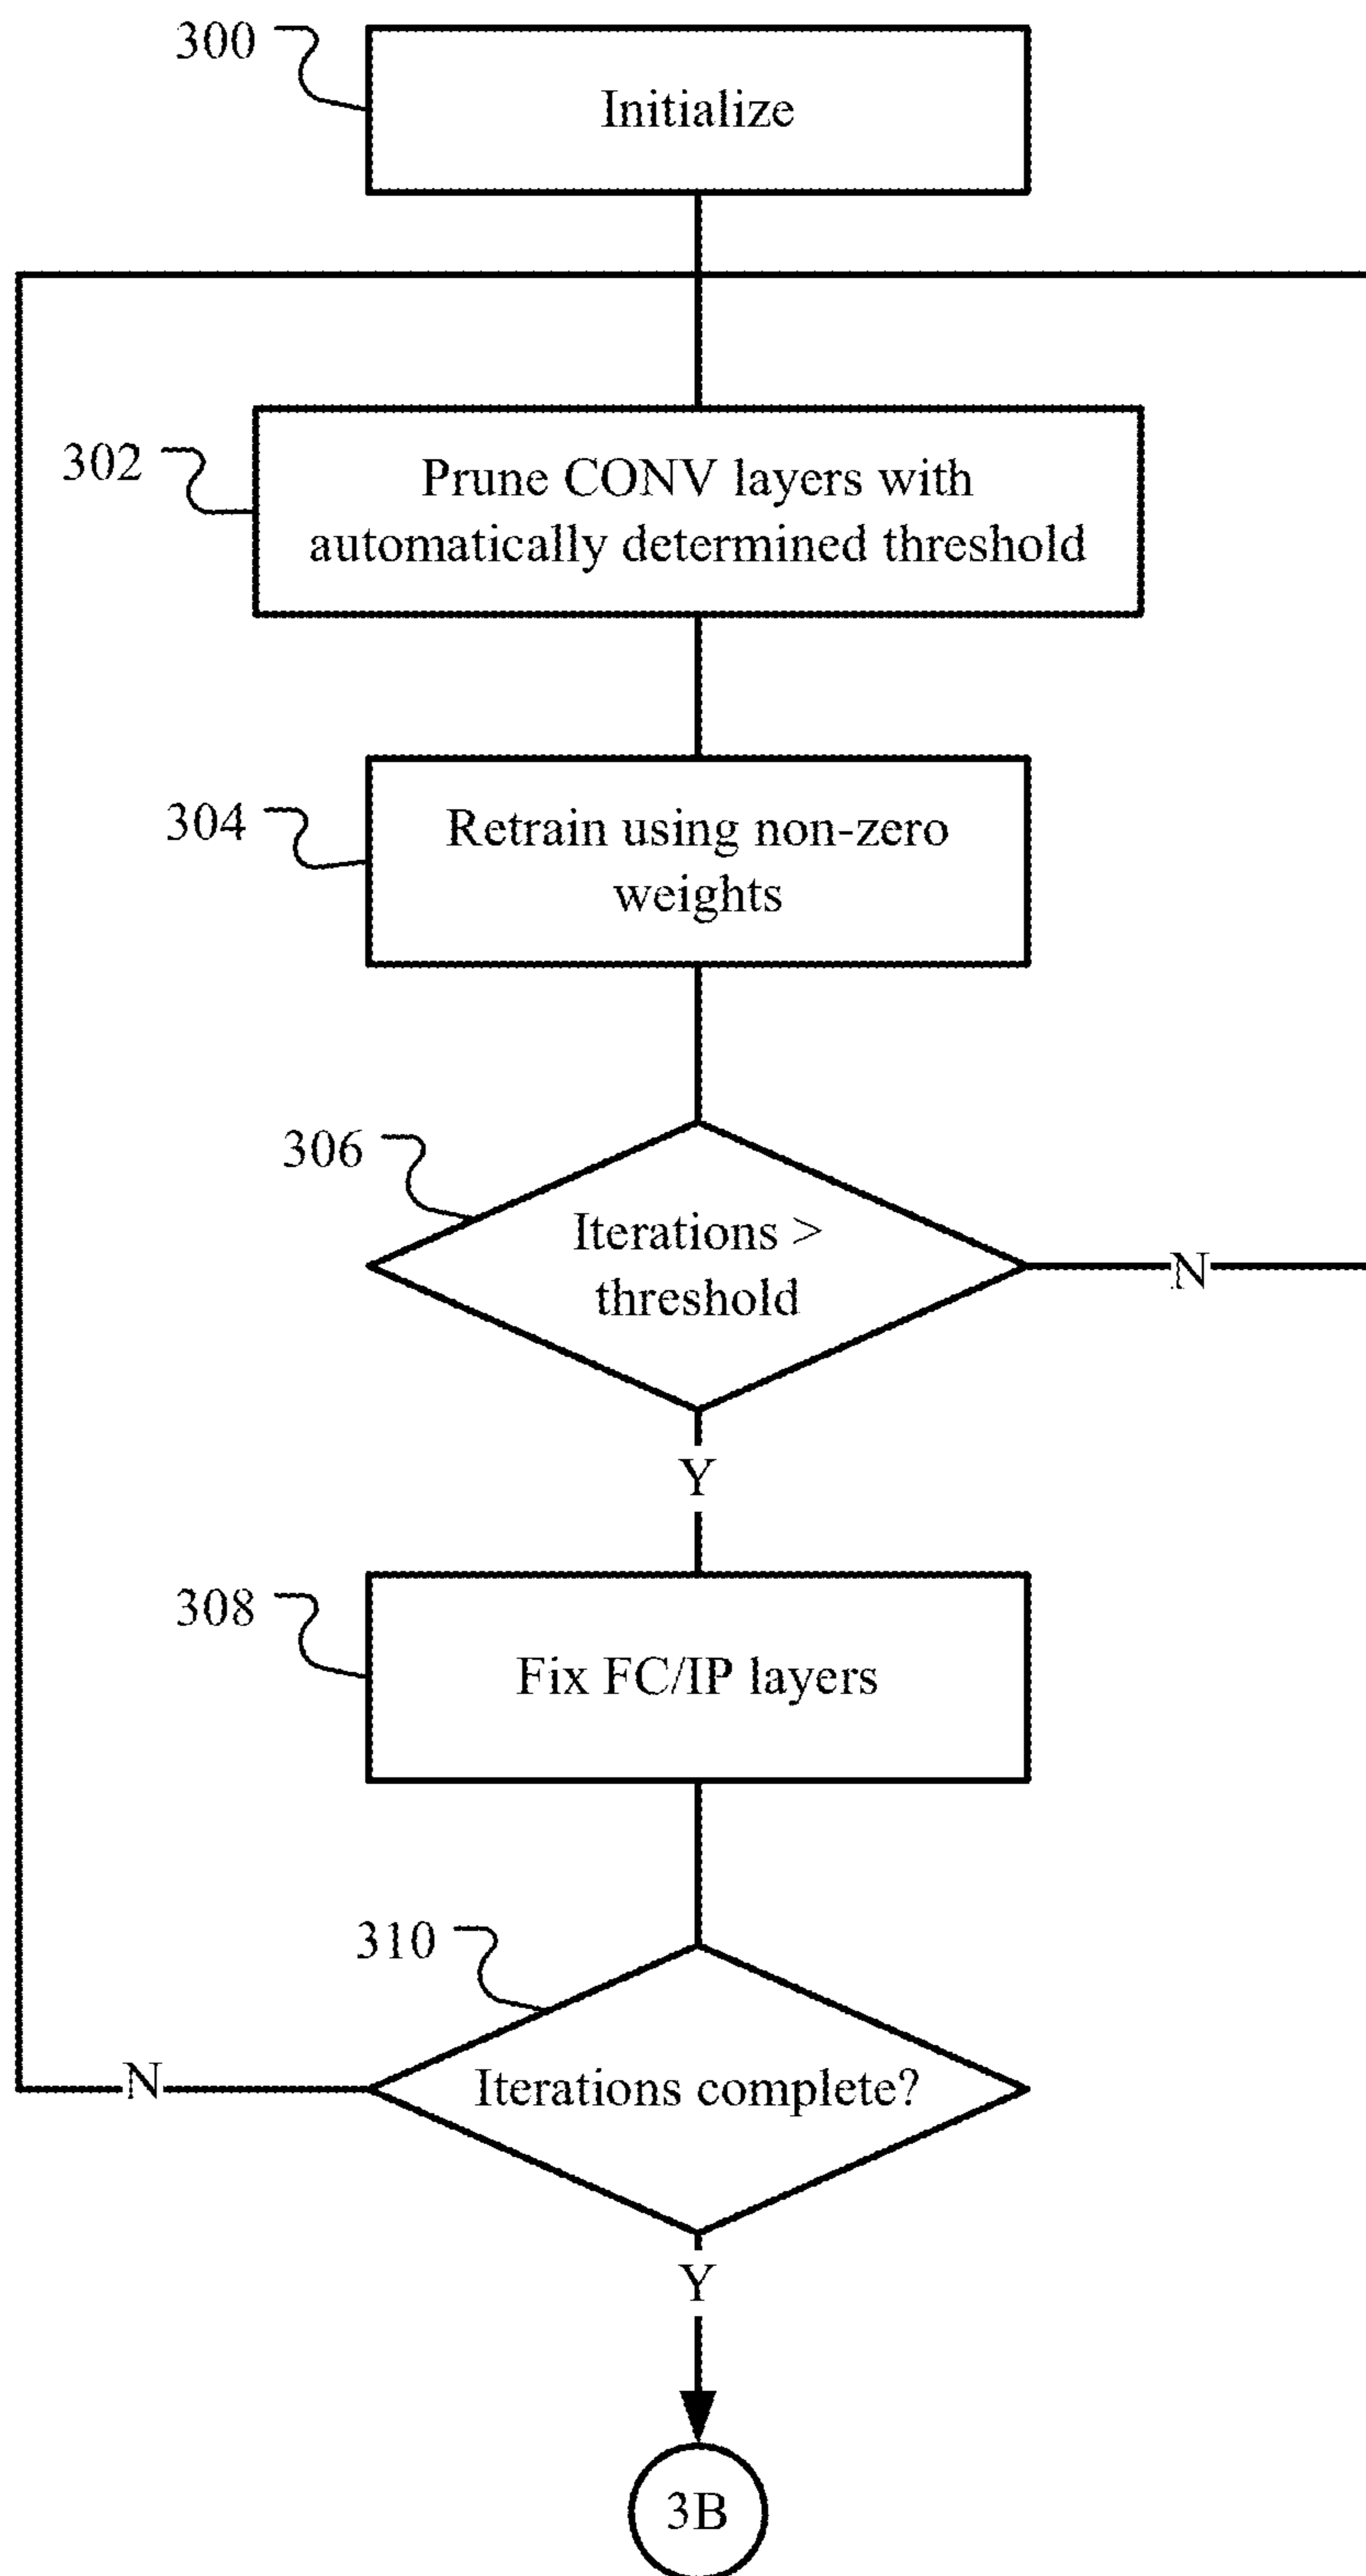 300
Initialize
302
Prune CONV layers with
automatically determined threshold
304
Retrain using non-zero
weights
306
Iterations >
threshold
N
Y
308
Fix FC/IP layers
310
Iterations complete?
N
Y
3B